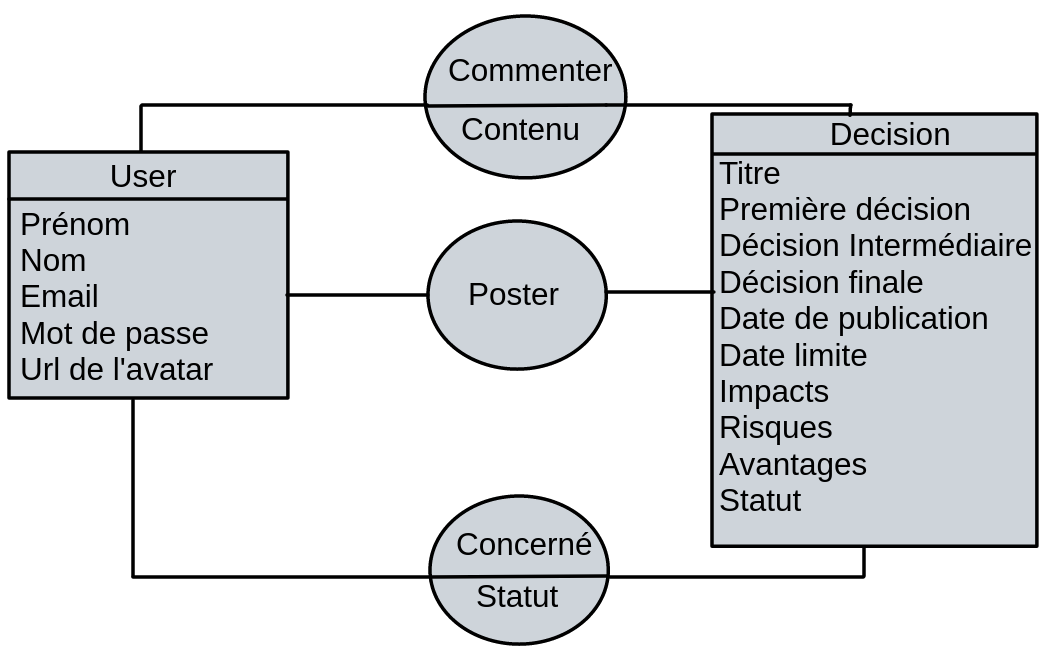 Commenter
Contenu
User
Prénom
Nom
Email
Mot de passe
Url de l'avatar
Poster
Decision
Titre
Première décision
Décision Intermédiaire
Décision finale
Date de publication
Date limite
Impacts
Risques
Avantages
Statut
Concerné
Statut